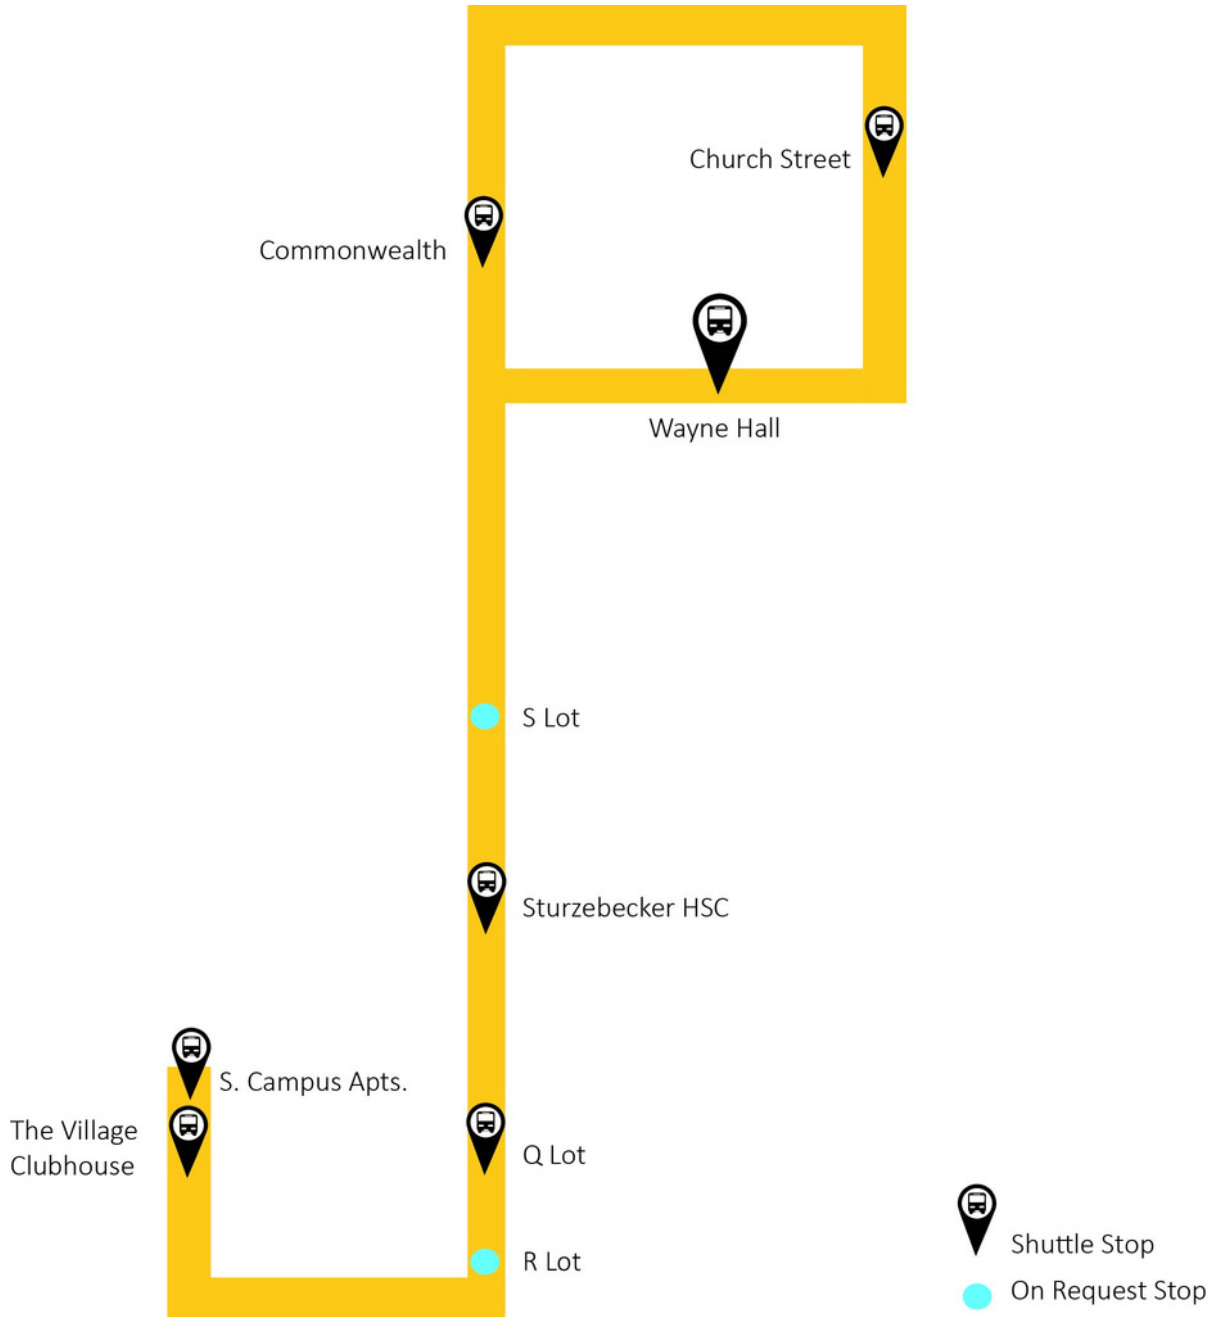 Church Street
Commonwealth
Wayne Hall
S Lot
Sturzebecker HSC
S. Campus Apts.
The Village
Clubhouse
Q Lot
R Lot
Shuttle Stop
On Request Stop